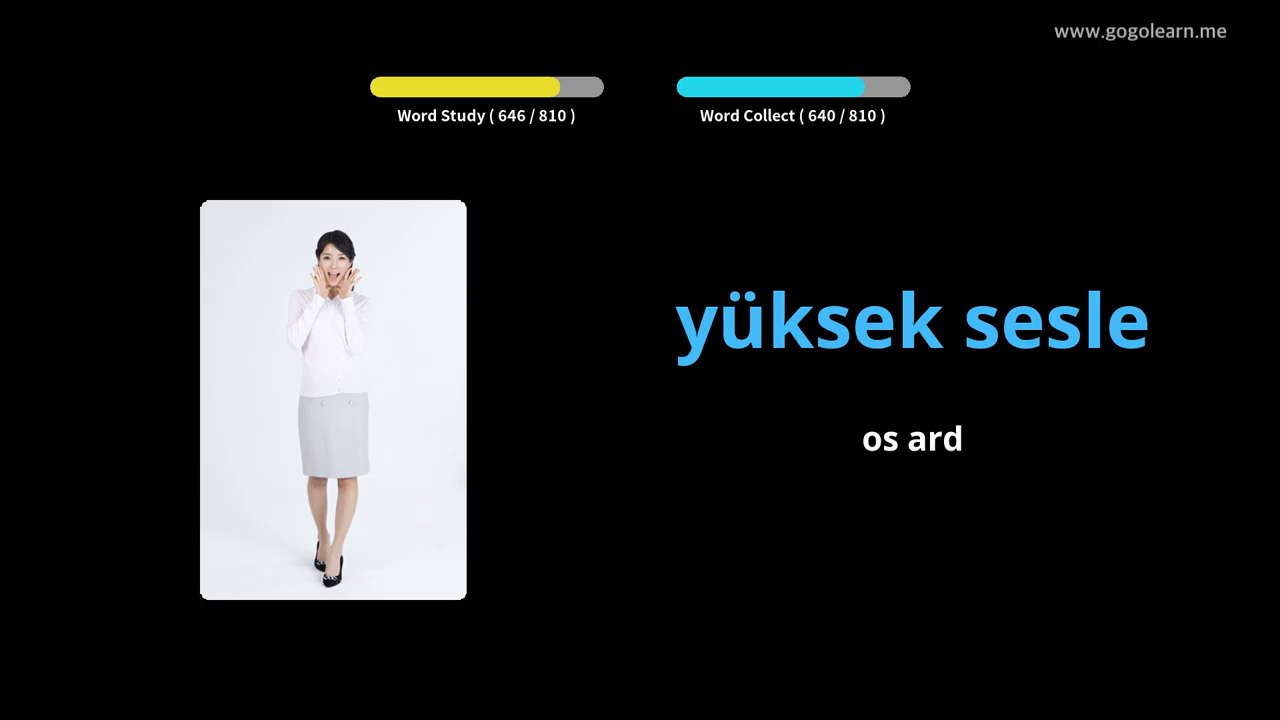 www.gogolearn.me
Word Study ( 646 / 810 )
Word Collect ( 640 / 810 )
yüksek sesle
os ard